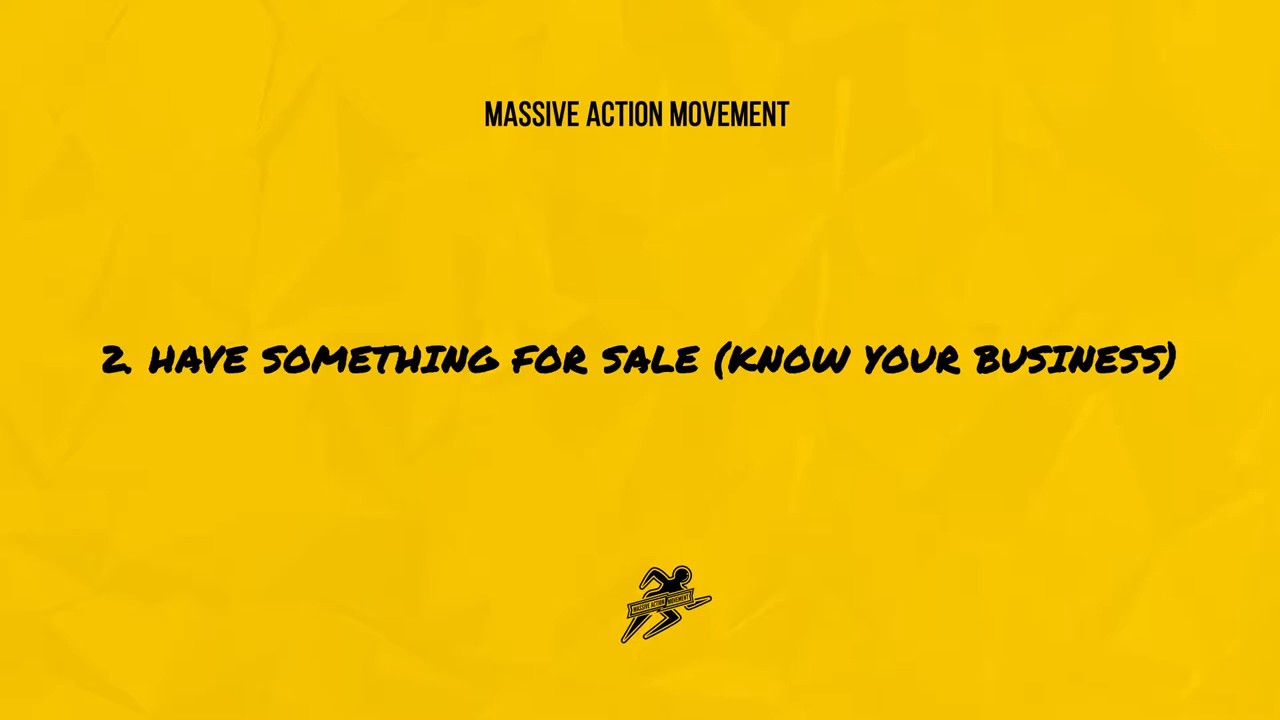 MASSIVE ACTION MOVEMENT
2. HAVE SOMETHING FOR SALE (KNOW YOUR BUSINESS)
MASSIVE ACTION MOVEMENT